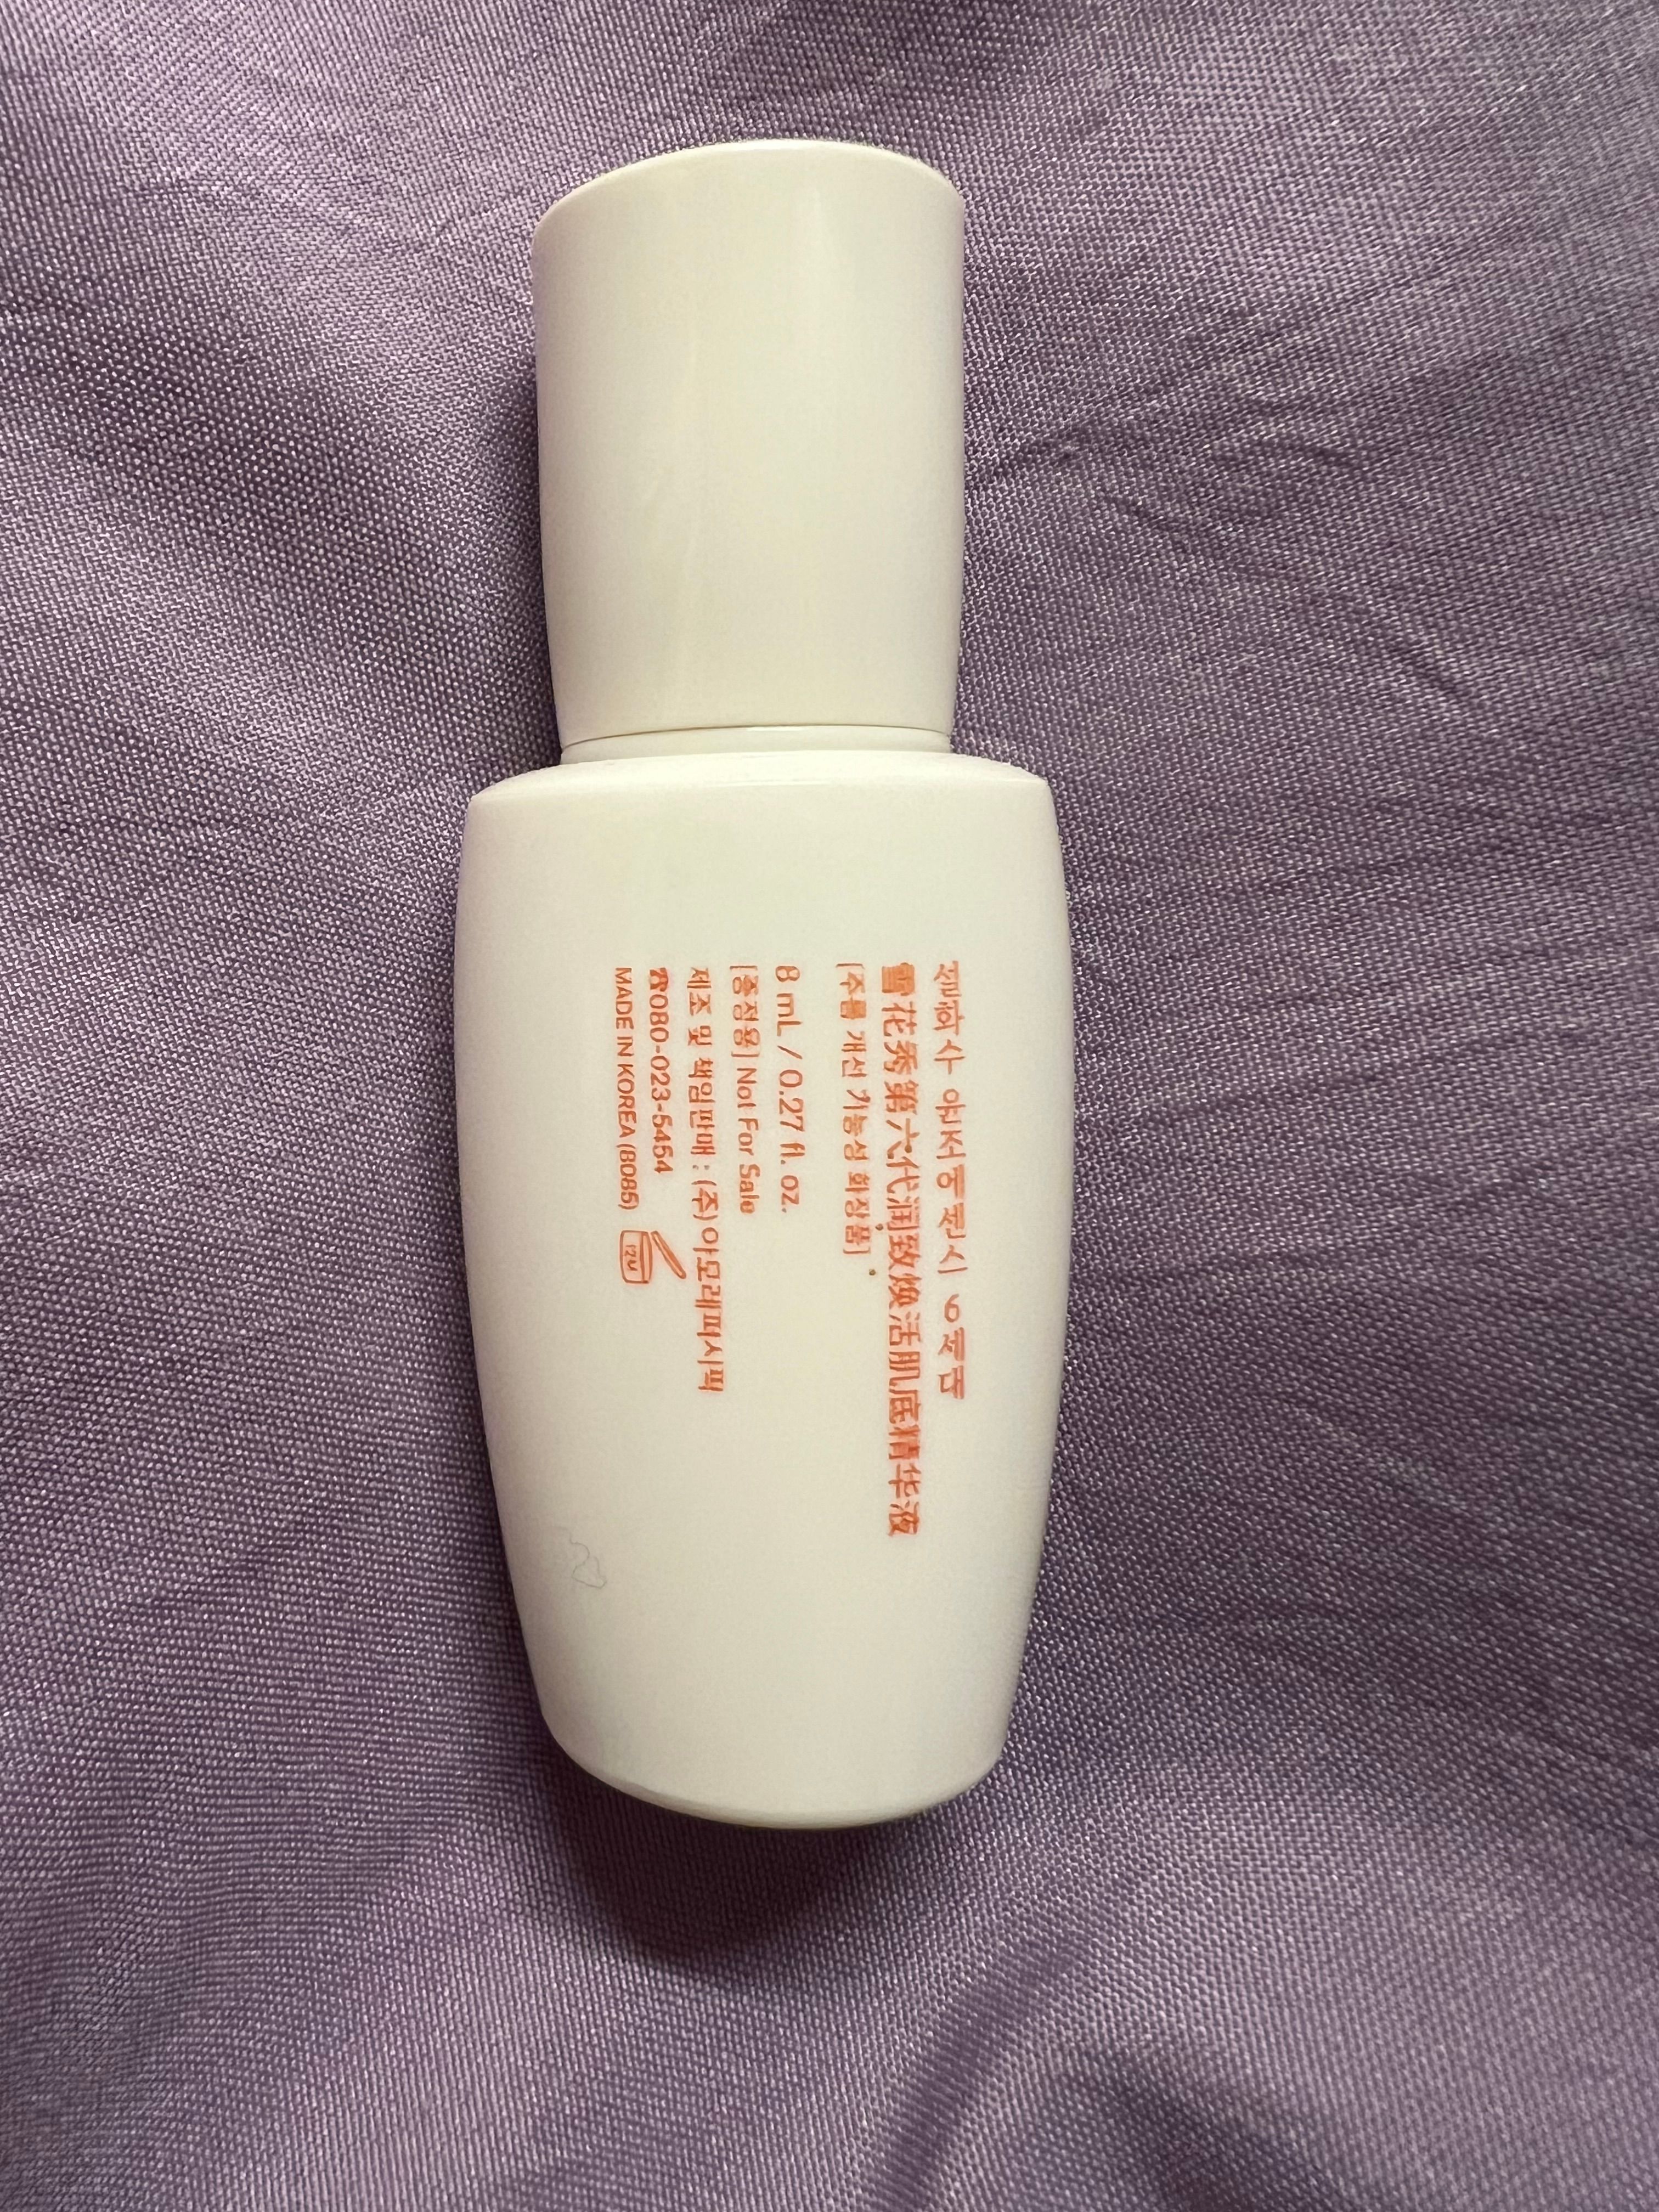 설화수 윤조에센스 6세대
雪花秀第六代润致焕活肌底精华液
[주름 개선 기능성 화장품]
8 mL / 0.27 fl. oz.
[증정용] Not For Sale
제조 및 책임판매 : (주)아모레퍼시픽
☎080-023-5454
MADE IN KOREA (8085)
12M